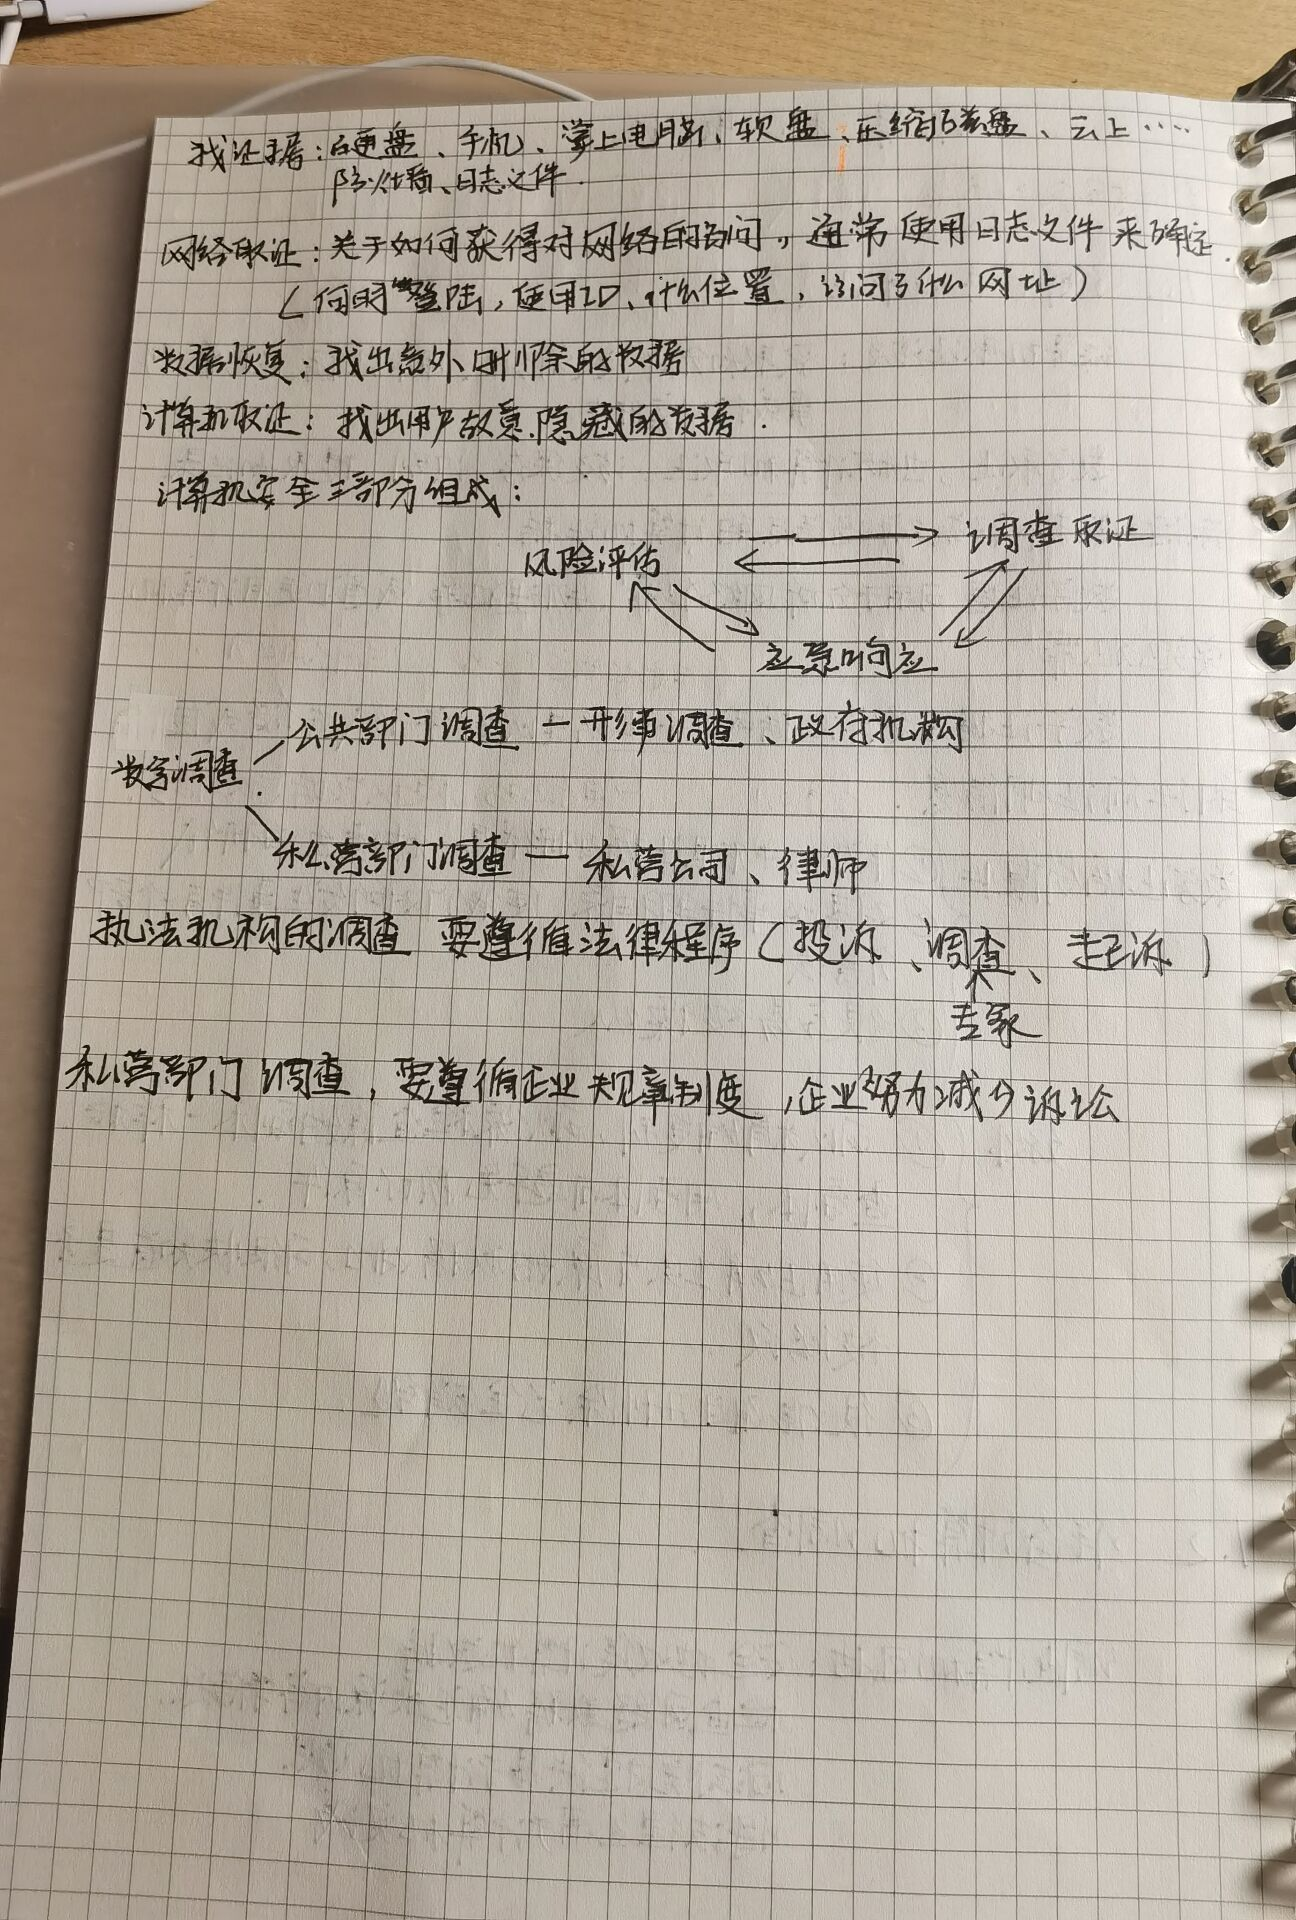 找证据：硬盘、手机、掌上电脑、软盘、压缩磁盘、云上……
防火墙、日志文件.
网络取证：关于如何获得对网络的访问，通常使用日志文件来确定.
（何时登陆，使用ID、什么位置，访问了什么网址）
数据恢复：找出意外删除的数据
计算机取证：找出用户故意隐藏的数据.
计算机安全三部分组成：
风险评估 调查取证
应急响应
公共部门调查 — 刑事调查、政府机构
数字调查
私营部门调查 — 私营公司、律师
执法机构的调查 要遵循法律程序（投诉、调查、起诉）
专家
私营部门调查，要遵循企业规章制度，企业努力减少诉讼